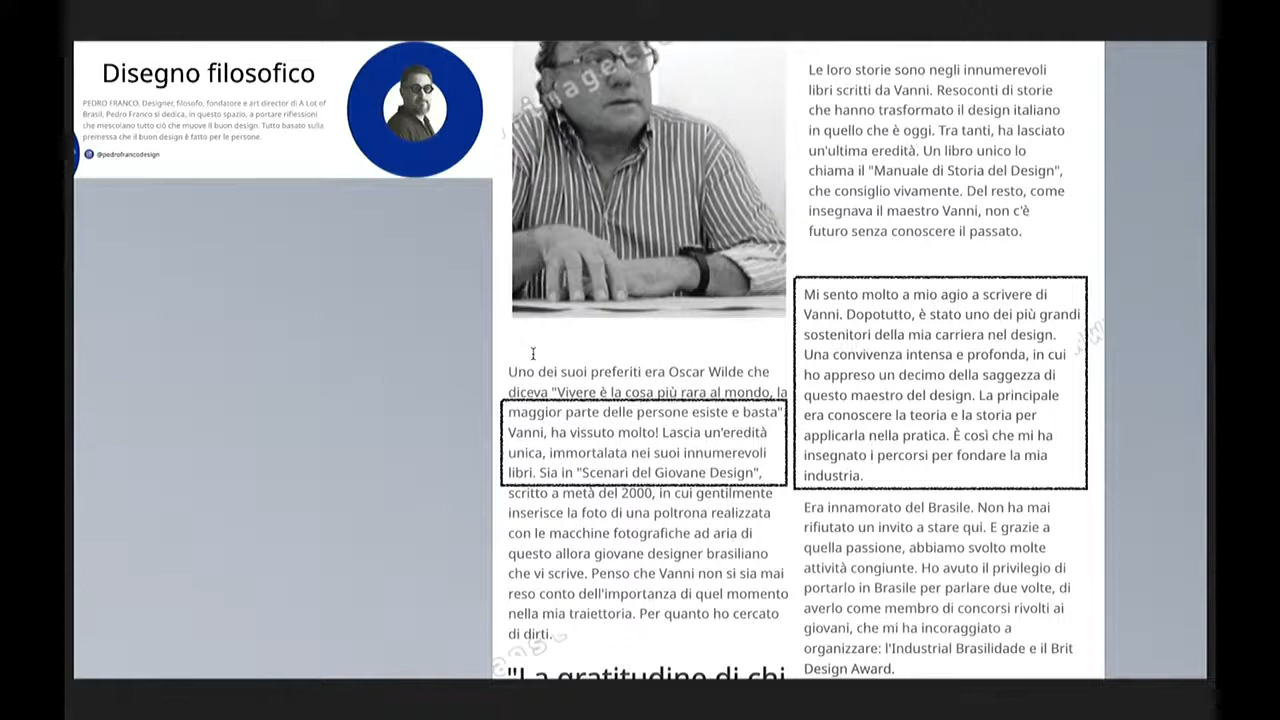 Disegno filosofico
PEDRO FRANCO. Designer, filosofo, fondatore e art director di A Lot of
Brasil, Pedro Franco si dedica, in questo spazio, a portare riflessioni
che mescolano tutto ciò che muove il buon design. Tutto basato sulla
premessa che il buon design è fatto per le persone.
@pedrofrancodesign
Uno dei suoi preferiti era Oscar Wilde che
diceva "Vivere è la cosa più rara al mondo, la
maggior parte delle persone esiste e basta"
Vanni, ha vissuto molto! Lascia un'eredità
unica, immortalata nei suoi innumerevoli
libri. Sia in "Scenari del Giovane Design",
scritto a metà del 2000, in cui gentilmente
inserisce la foto di una poltrona realizzata
con le macchine fotografiche ad aria di
questo allora giovane designer brasiliano
che vi scrive. Penso che Vanni non si sia mai
reso conto dell'importanza di quel momento
nella mia traiettoria. Per quanto ho cercato
di dirti.
"La gratitudine di chi
Le loro storie sono negli innumerevoli
libri scritti da Vanni. Resoconti di storie
che hanno trasformato il design italiano
in quello che è oggi. Tra tanti, ha lasciato
un'ultima eredità. Un libro unico lo
chiama il "Manuale di Storia del Design",
che consiglio vivamente. Del resto, come
insegnava il maestro Vanni, non c'è
futuro senza conoscere il passato.
Mi sento molto a mio agio a scrivere di
Vanni. Dopotutto, è stato uno dei più grandi
sostenitori della mia carriera nel design.
Una convivenza intensa e profonda, in cui
ho appreso un decimo della saggezza di
questo maestro del design. La principale
era conoscere la teoria e la storia per
applicarla nella pratica. È così che mi ha
insegnato i percorsi per fondare la mia
industria.
Era innamorato del Brasile. Non ha mai
rifiutato un invito a stare qui. E grazie a
quella passione, abbiamo svolto molte
attività congiunte. Ho avuto il privilegio di
portarlo in Brasile per parlare due volte, di
averlo come membro di concorsi rivolti ai
giovani, che mi ha incoraggiato a
organizzare: l'Industrial Brasilidade e il Brit
Design Award.